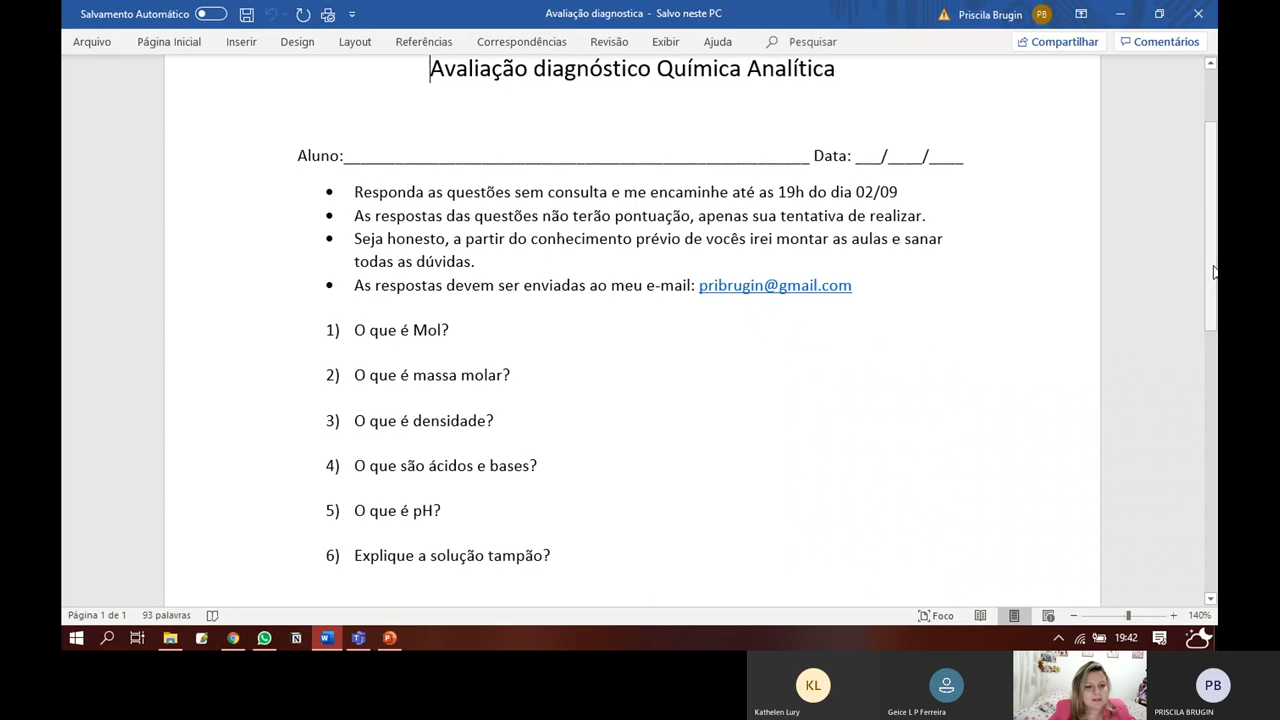 Salvamento Automático
Avaliação diagnostica - Salvo neste PC
Priscila Brugin PB
Arquivo Página Inicial Inserir Design Layout Referências Correspondências Revisão Exibir Ajuda Pesquisar Compartilhar Comentários
Avaliação diagnóstico Química Analítica
Aluno:_______________________________________________________ Data: ___/____/____
• Responda as questões sem consulta e me encaminhe até as 19h do dia 02/09
• As respostas das questões não terão pontuação, apenas sua tentativa de realizar.
• Seja honesto, a partir do conhecimento prévio de vocês irei montar as aulas e sanar
todas as dúvidas.
• As respostas devem ser enviadas ao meu e-mail: pribrugin@gmail.com
1) O que é Mol?
2) O que é massa molar?
3) O que é densidade?
4) O que são ácidos e bases?
5) O que é pH?
6) Explique a solução tampão?
Página 1 de 1 93 palavras Foco 140%
19:42
KL
PB
Kathelen Lury
Geice L P Ferreira
PRISCILA BRUGIN